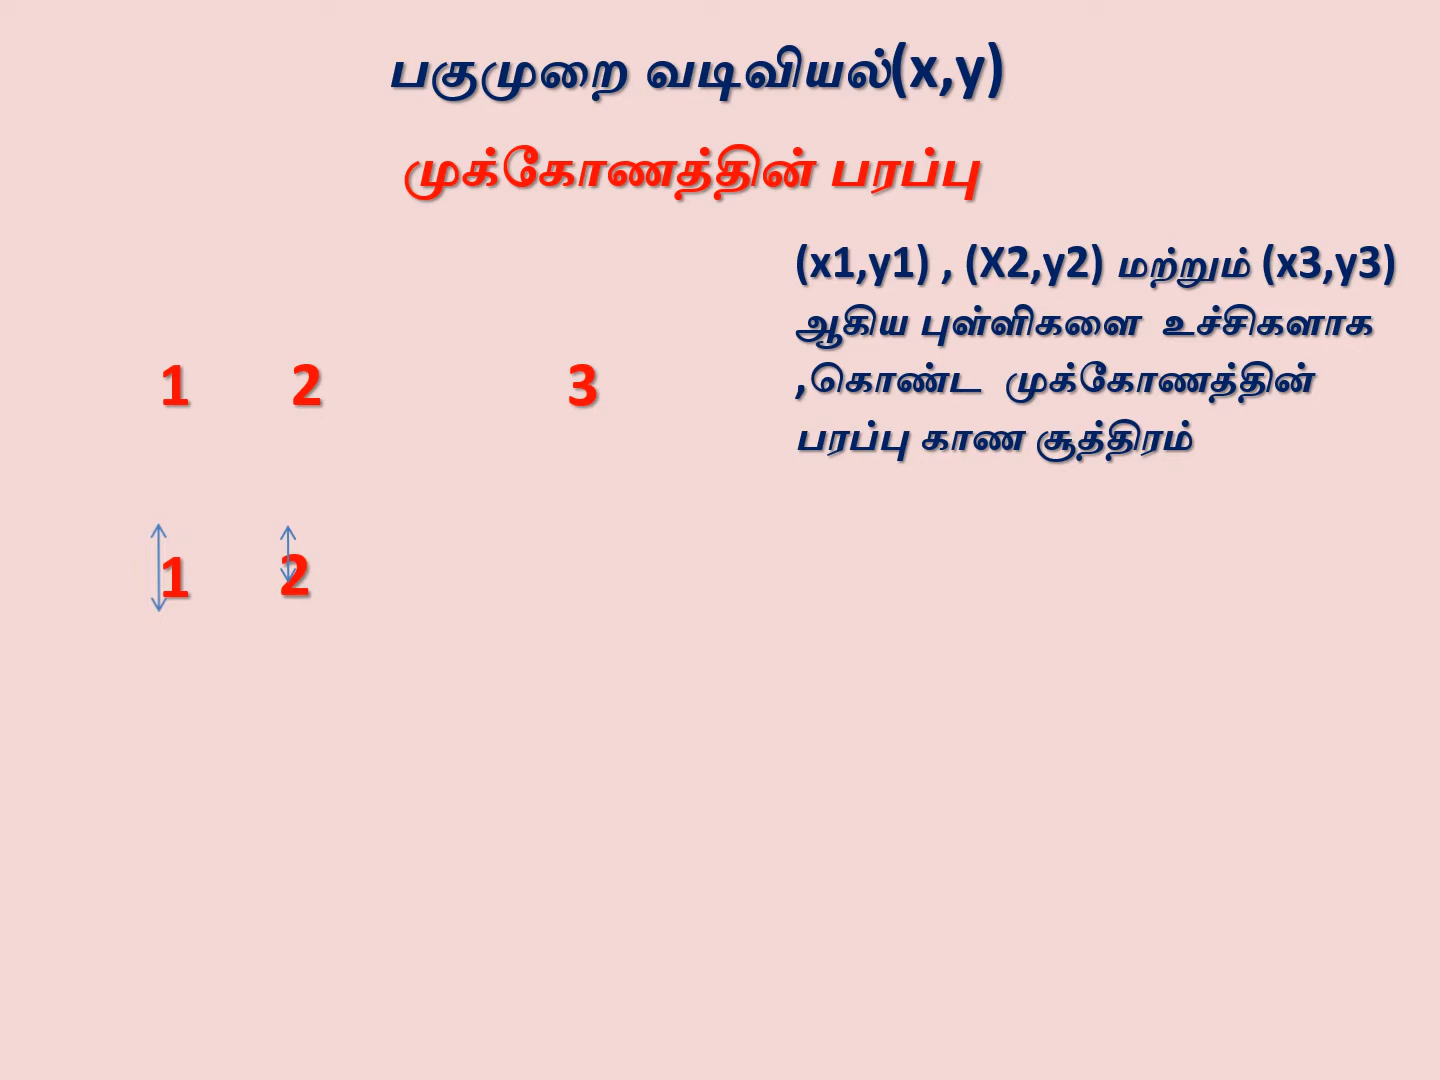 பகுமுறை வடிவியல்(x,y)
முக்கோணத்தின் பரப்பு
(x1,y1) , (X2,y2) மற்றும் (x3,y3)
ஆகிய புள்ளிகளை உச்சிகளாக
,கொண்ட முக்கோணத்தின்
பரப்பு காண சூத்திரம்
1 2 3
1 2